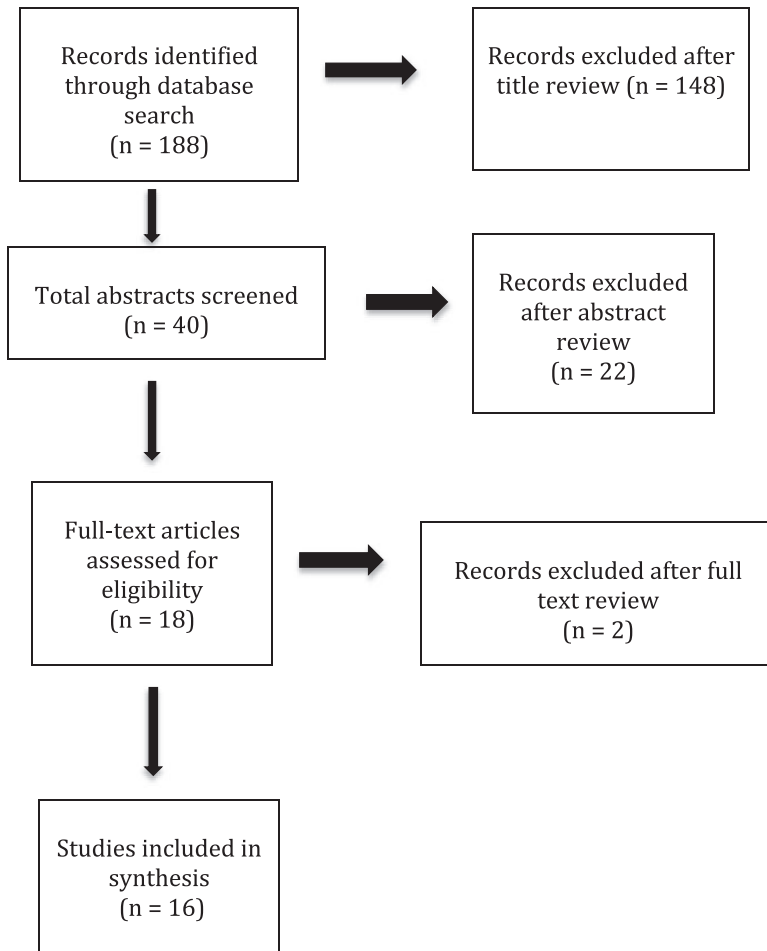 Records identified
through database
search
(n = 188)
Records excluded after
title review (n = 148)
Total abstracts screened
(n = 40)
Records excluded
after abstract
review
(n = 22)
Full-text articles
assessed for
eligibility
(n = 18)
Records excluded after full
text review
(n = 2)
Studies included in
synthesis
(n = 16)